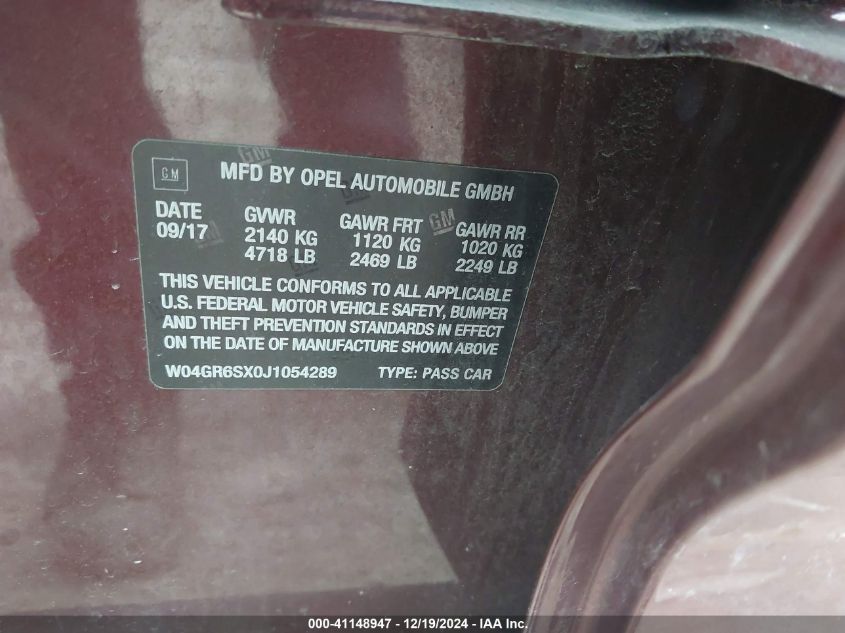 GM MFD BY OPEL AUTOMOBILE GMBH
DATE GVWR GAWR FRT GAWR RR
09/17 2140 KG 1120 KG 1020 KG
4718 LB 2469 LB 2249 LB
THIS VEHICLE CONFORMS TO ALL APPLICABLE
U.S. FEDERAL MOTOR VEHICLE SAFETY, BUMPER
AND THEFT PREVENTION STANDARDS IN EFFECT
ON THE DATE OF MANUFACTURE SHOWN ABOVE
W04GR6SX0J1054289 TYPE: PASS CAR
000-41148947 - 12/19/2024 - IAA Inc.